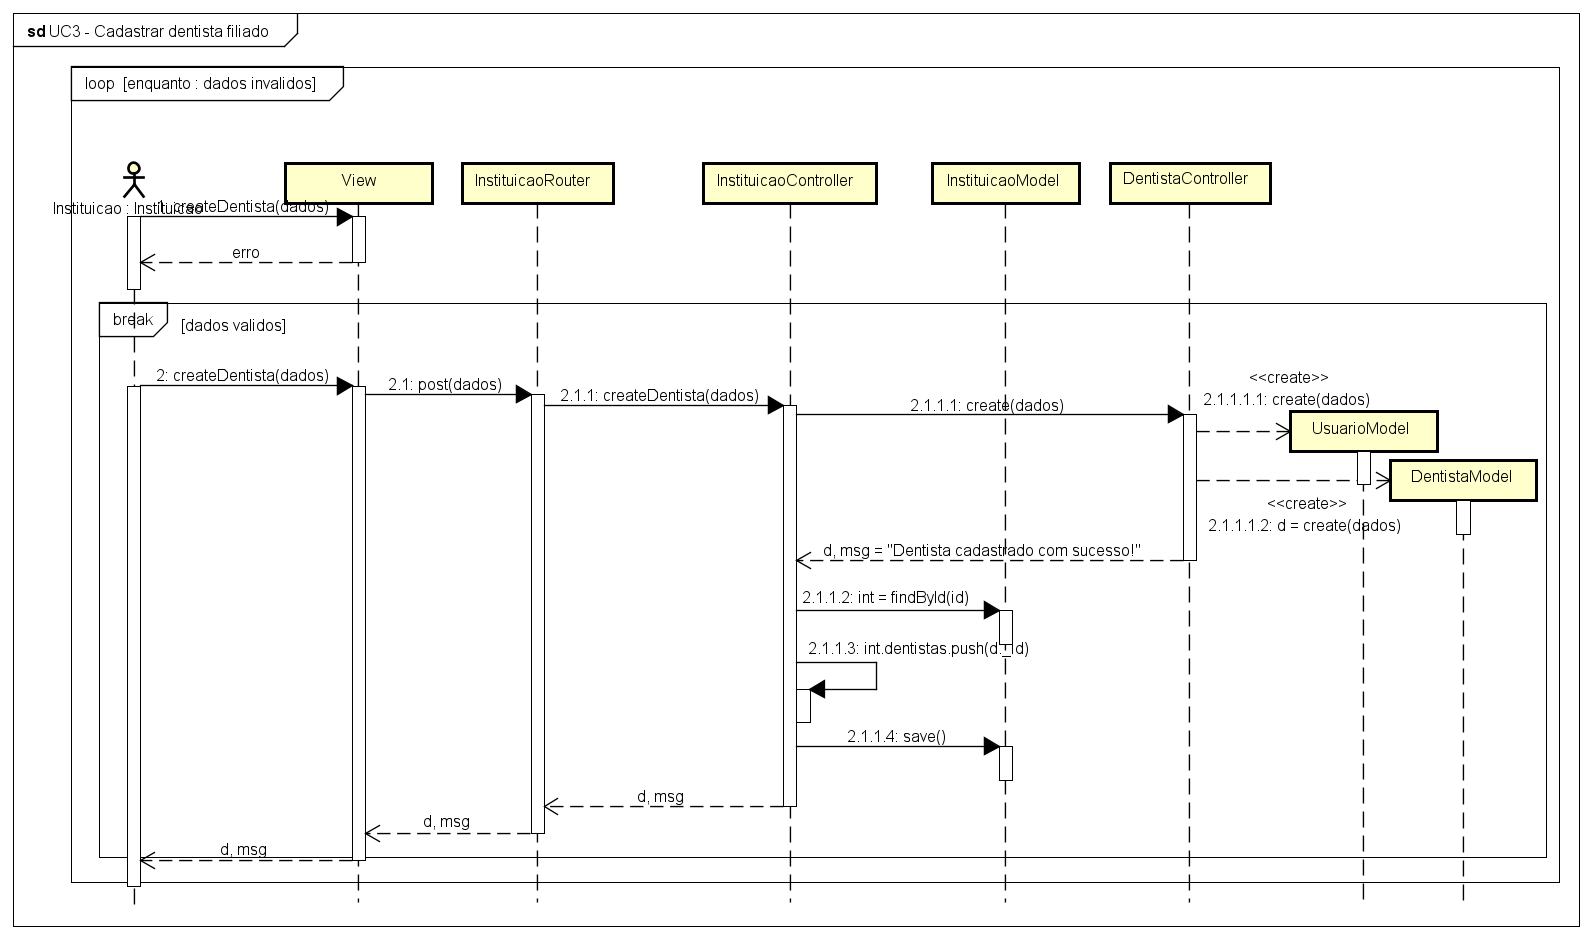 sd UC3 - Cadastrar dentista filiado
loop [enquanto : dados invalidos]
View
InstituicaoRouter
InstituicaoController
InstituicaoModel
DentistaController
Instituicao : Instituicao
1: createDentista(dados)
erro
break
[dados validos]
2: createDentista(dados)
2.1: post(dados)
2.1.1: createDentista(dados)
2.1.1.1: create(dados)
<<create>>
2.1.1.1.1: create(dados)
UsuarioModel
DentistaModel
<<create>>
2.1.1.1.2: d = create(dados)
d, msg = "Dentista cadastrado com sucesso!"
2.1.1.2: int = findById(id)
2.1.1.3: int.dentistas.push(d._id)
2.1.1.4: save()
d, msg
d, msg
d, msg